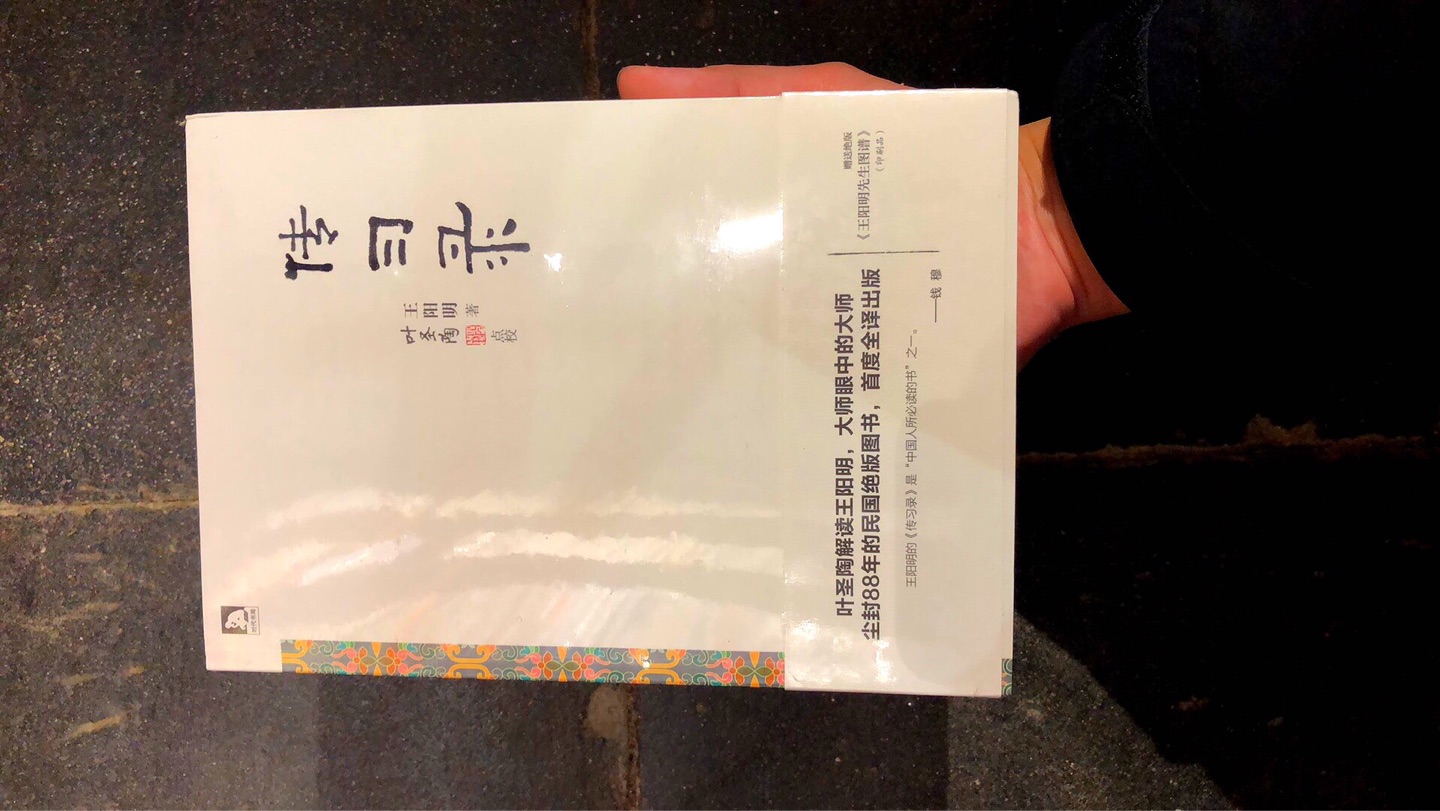 传习录
王阳明 著
叶圣陶 点校
时代书局
赠送绝版
《王阳明先生图谱》
（印刷品）
叶圣陶解读王阳明，大师眼中的大师
尘封88年的民国绝版图书，首度全译出版
王阳明的《传习录》是“中国人所必读的书”之一。
——钱 穆